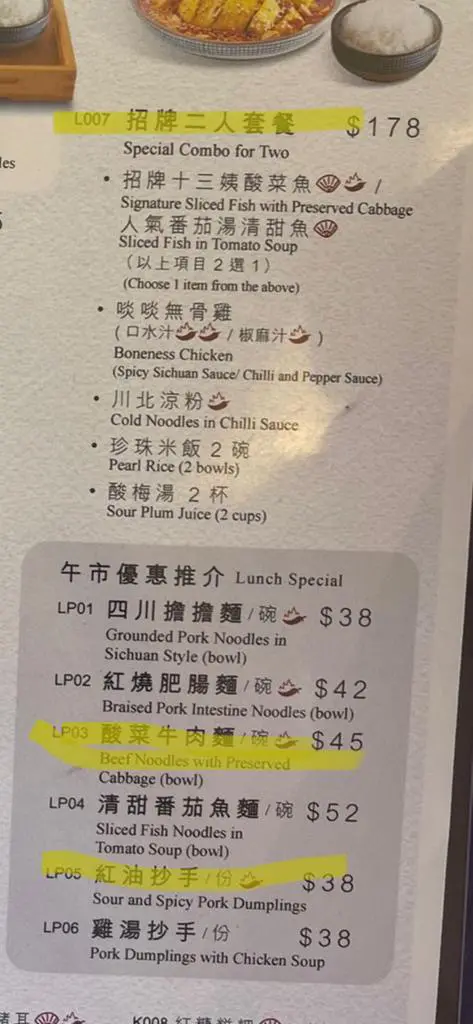 les
L007 招牌二人套餐 $178
Special Combo for Two
• 招牌十三姨酸菜魚 /
Signature Sliced Fish with Preserved Cabbage
人氣番茄湯清甜魚
Sliced Fish in Tomato Soup
（以上項目2選1）
(Choose 1 item from the above)
• 啖啖無骨雞
(口水汁 / 椒麻汁)
Boneness Chicken
(Spicy Sichuan Sauce/ Chilli and Pepper Sauce)
• 川北涼粉
Cold Noodles in Chilli Sauce
• 珍珠米飯 2 碗
Pearl Rice (2 bowls)
• 酸梅湯 2 杯
Sour Plum Juice (2 cups)
午市優惠推介 Lunch Special
LP01 四川擔擔麵/碗 $38
Grounded Pork Noodles in
Sichuan Style (bowl)
LP02 紅燒肥腸麵/碗 $42
Braised Pork Intestine Noodles (bowl)
LP03 酸菜牛肉麵/碗 $45
Beef Noodles with Preserved
Cabbage (bowl)
LP04 清甜番茄魚麵/碗 $52
Sliced Fish Noodles in
Tomato Soup (bowl)
LP05 紅油抄手/份 $38
Sour and Spicy Pork Dumplings
LP06 雞湯抄手/份 $38
Pork Dumplings with Chicken Soup
耳 K008 紅糖糍粑